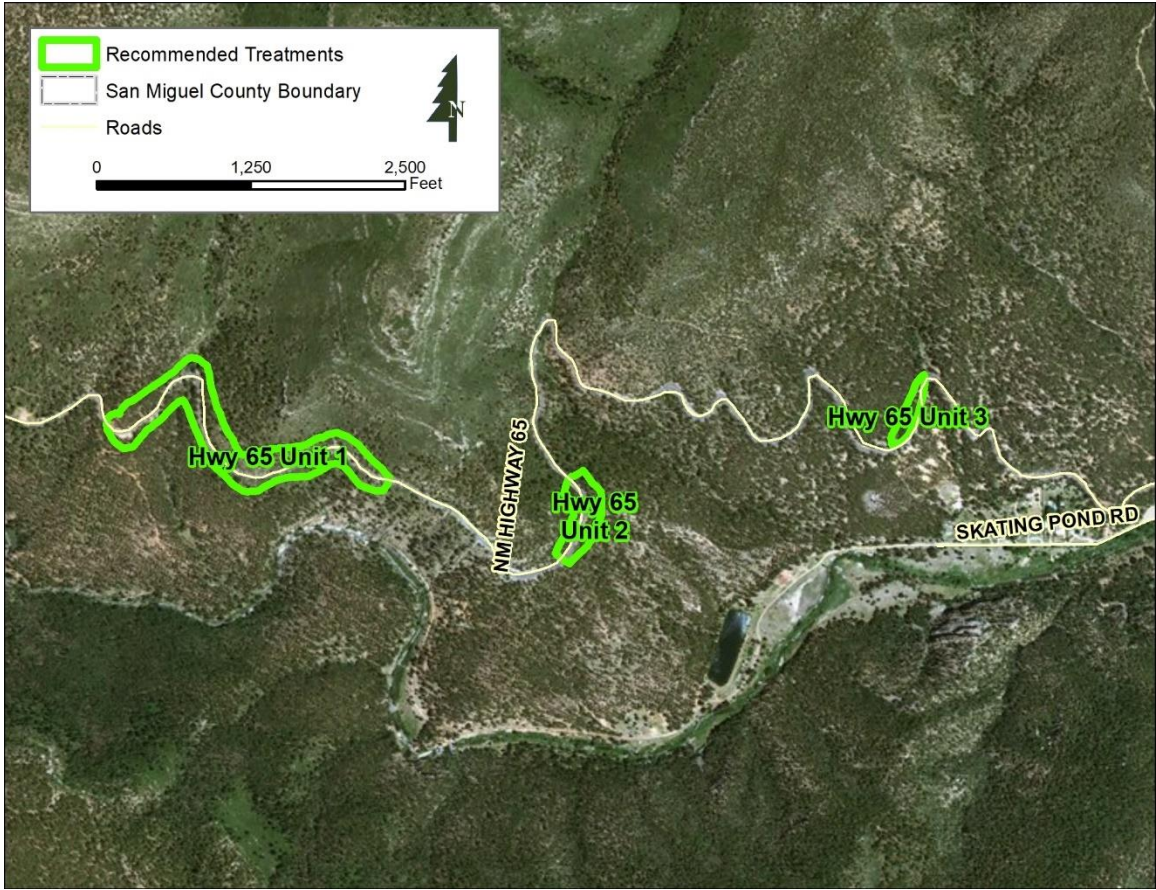 Recommended Treatments
San Miguel County Boundary
Roads
N
0 1,250 2,500
Feet
Hwy 65 Unit 1
NM HIGHWAY 65
Hwy 65
Unit 2
Hwy 65 Unit 3
SKATING POND RD